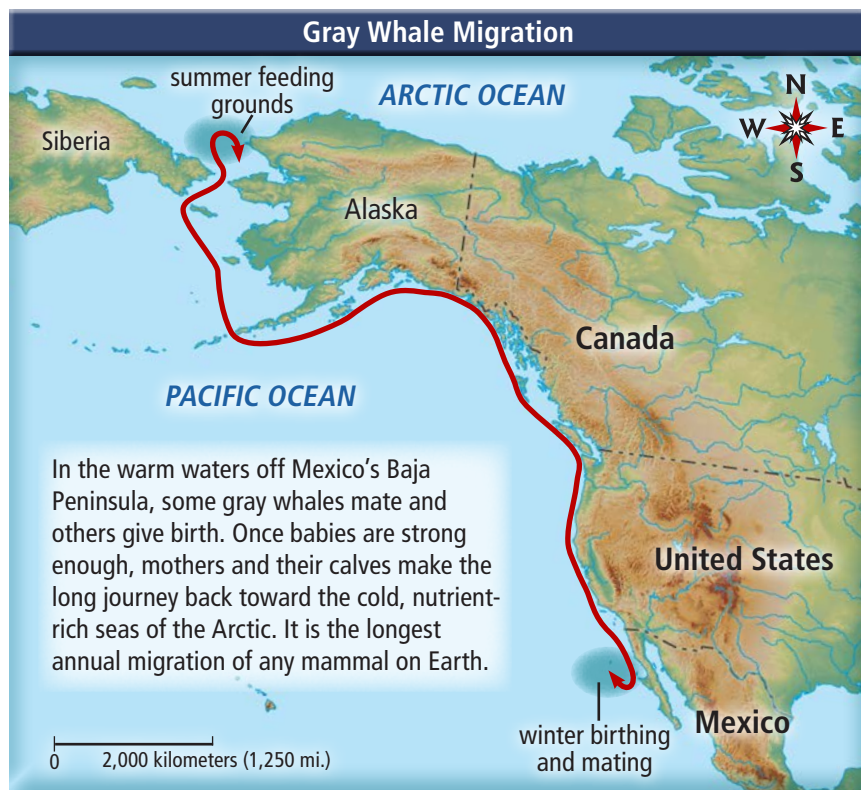 Gray Whale Migration
summer feeding
grounds
ARCTIC OCEAN
N
W E
S
Siberia
Alaska
Canada
PACIFIC OCEAN
In the warm waters off Mexico’s Baja
Peninsula, some gray whales mate and
others give birth. Once babies are strong
enough, mothers and their calves make the
long journey back toward the cold, nutrient-
rich seas of the Arctic. It is the longest
annual migration of any mammal on Earth.
United States
Mexico
winter birthing
and mating
0 2,000 kilometers (1,250 mi.)